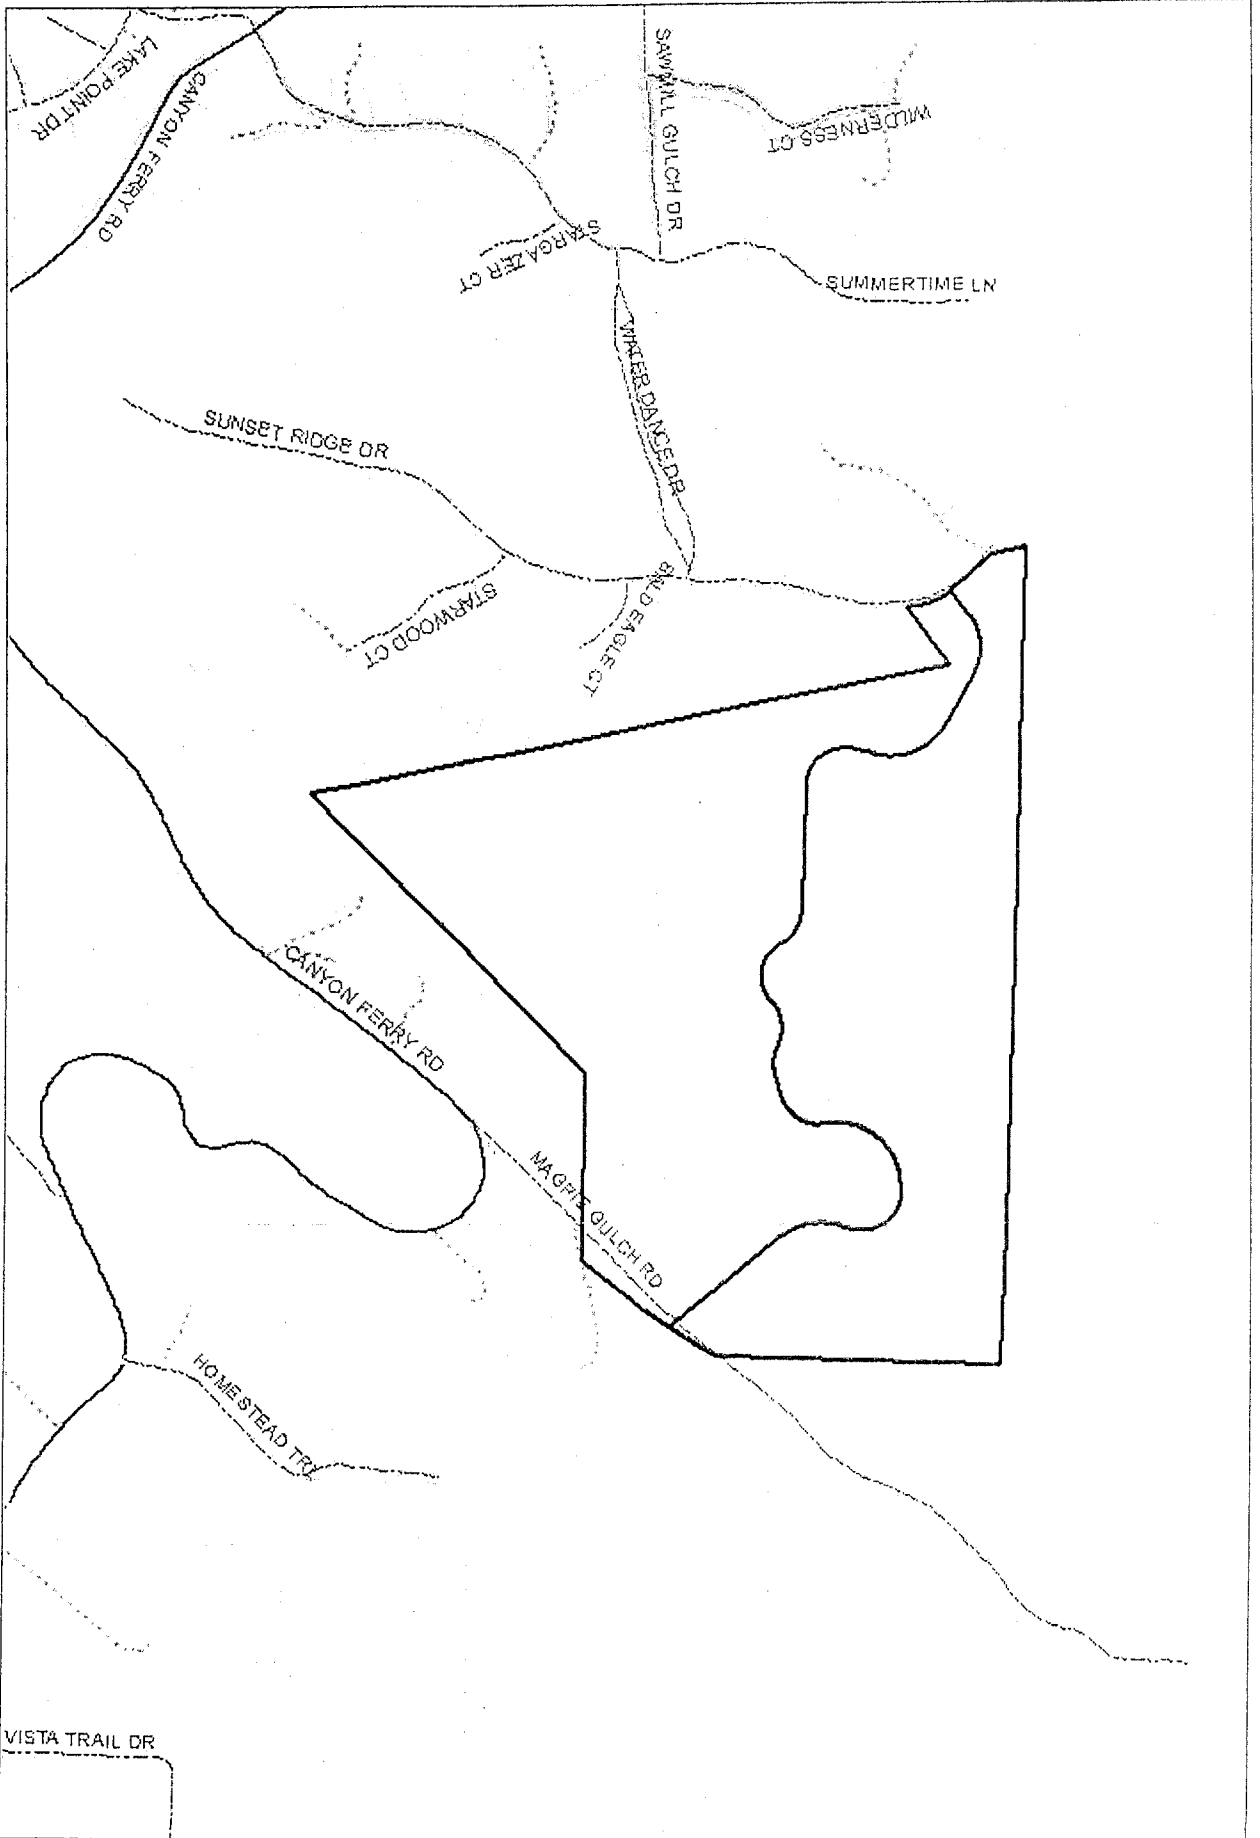 LAKE POINT DR
CANYON FERRY RD
SAWMILL GULCH DR
WILDERNESS CT
STARGAZER CT
SUMMERTIME LN
WATER DANCE DR
SUNSET RIDGE DR
STARWOOD CT
BALD EAGLE CT
CANYON FERRY RD
MAGPIE GULCH RD
HOMESTEAD TRL
VISTA TRAIL DR